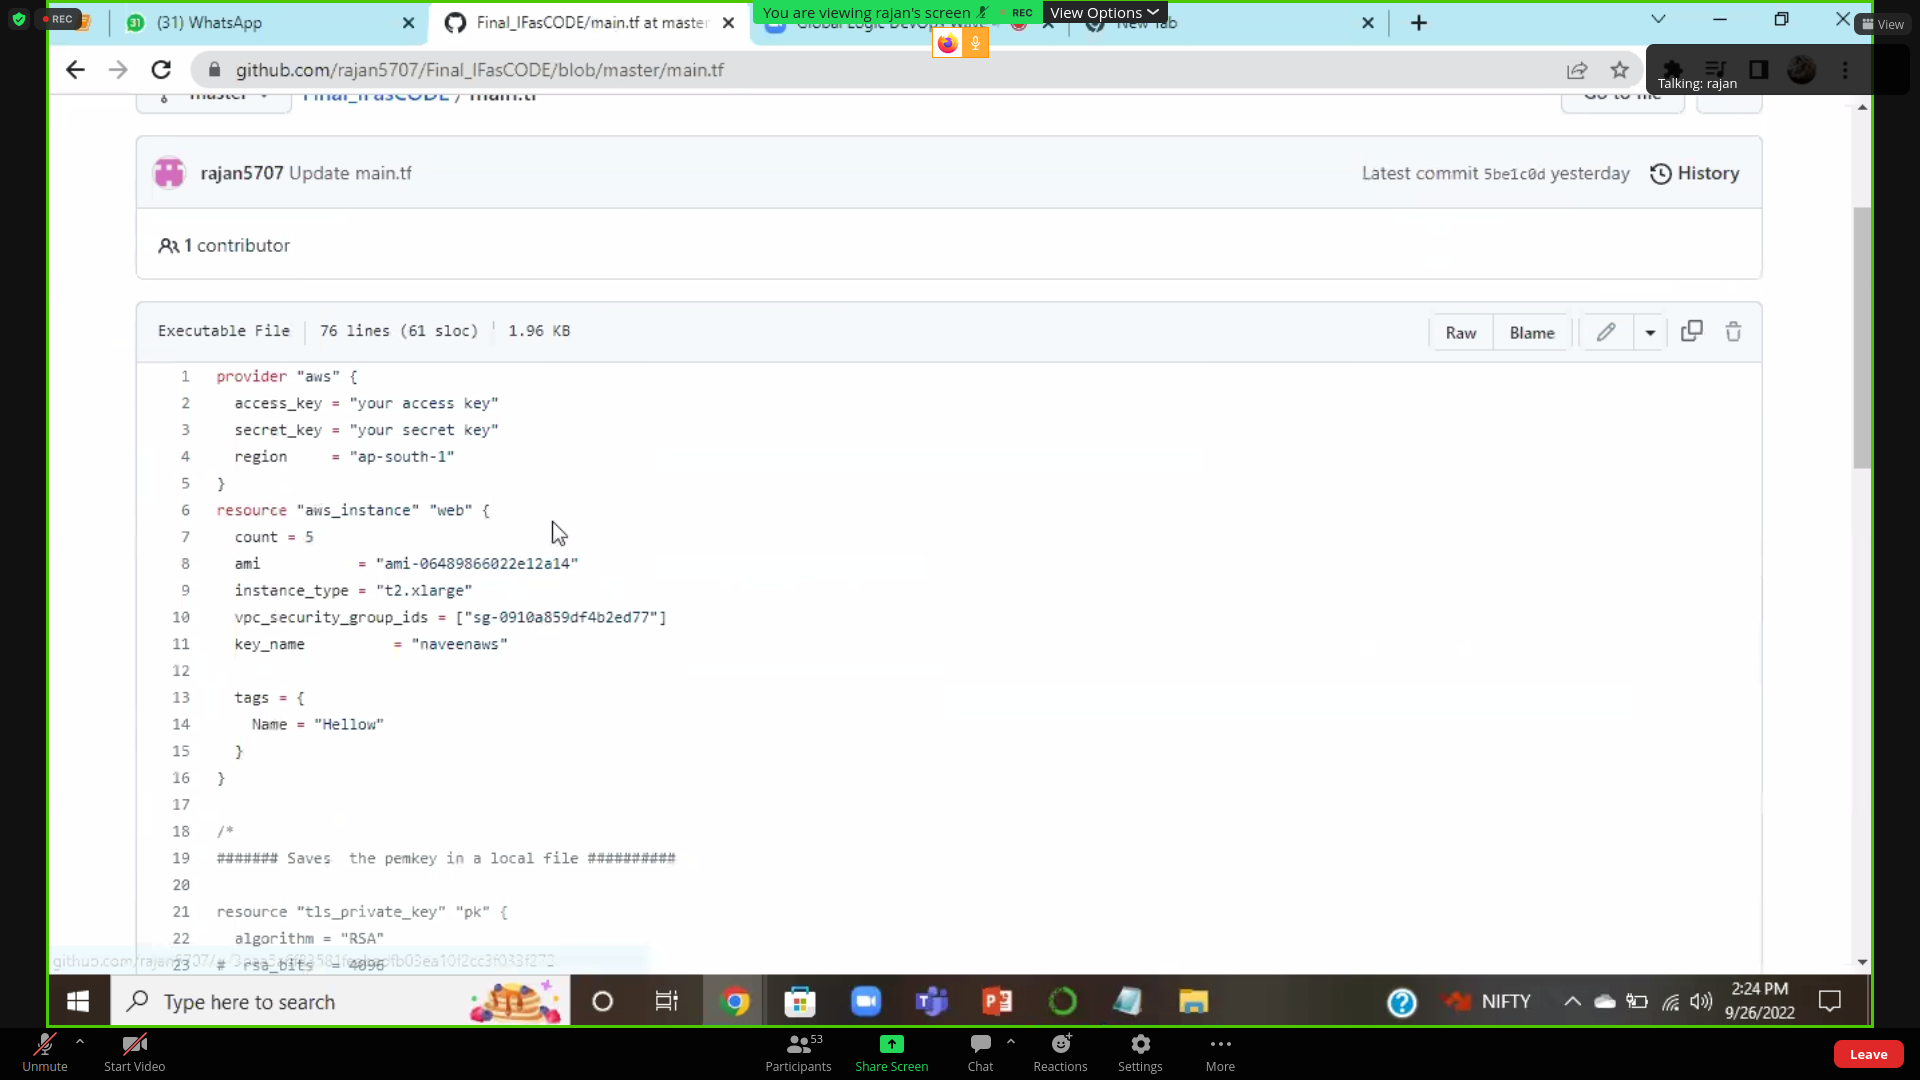 REC
(31) WhatsApp
Final_IFasCODE/main.tf at master
You are viewing rajan's screen
REC
View Options
New Tab
View
github.com/rajan5707/Final_IFasCODE/blob/master/main.tf
Talking: rajan
master
Final_IFasCODE / main.tf
Go to file
rajan5707 Update main.tf
Latest commit 5be1c0d yesterday
History
1 contributor
Executable File
76 lines (61 sloc)
1.96 KB
Raw
Blame
1 provider "aws" {
2 access_key = "your access key"
3 secret_key = "your secret key"
4 region = "ap-south-1"
5 }
6 resource "aws_instance" "web" {
7 count = 5
8 ami = "ami-06489866022e12a14"
9 instance_type = "t2.xlarge"
10 vpc_security_group_ids = ["sg-0910a859df4b2ed77"]
11 key_name = "naveenaws"
12
13 tags = {
14 Name = "Hellow"
15 }
16 }
17
18 /*
19 ####### Saves the pemkey in a local file ##########
20
21 resource "tls_private_key" "pk" {
22 algorithm = "RSA"
23 # rsa_bits = 4096
Type here to search
NIFTY
2:24 PM
9/26/2022
Unmute
Start Video
Participants
53
Share Screen
Chat
Reactions
Settings
More
Leave